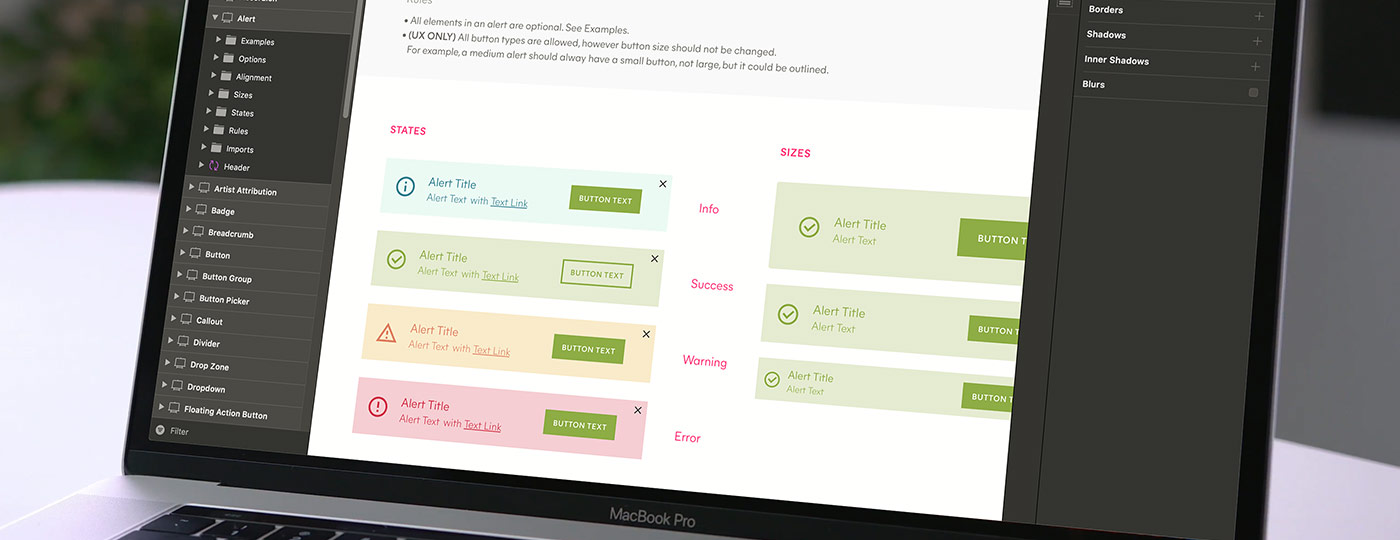 Alert
Examples
Options
Alignment
Sizes
States
Rules
Imports
Header
Artist Attribution
Badge
Breadcrumb
Button
Button Group
Button Picker
Callout
Divider
Drop Zone
Dropdown
Floating Action Button
Filter
Rules
• All elements in an alert are optional. See Examples.
• (UX ONLY) All button types are allowed, however button size should not be changed.
For example, a medium alert should alway have a small button, not large, but it could be outlined.
STATES
Alert Title
Alert Text with Text Link
BUTTON TEXT
Info
Alert Title
Alert Text with Text Link
BUTTON TEXT
Success
Alert Title
Alert Text with Text Link
BUTTON TEXT
Warning
Alert Title
Alert Text with Text Link
BUTTON TEXT
Error
SIZES
Alert Title
Alert Text
BUTTON T
Alert Title
Alert Text
BUTTON T
Alert Title
Alert Text
BUTTON T
Borders
Shadows
Inner Shadows
Blurs
MacBook Pro